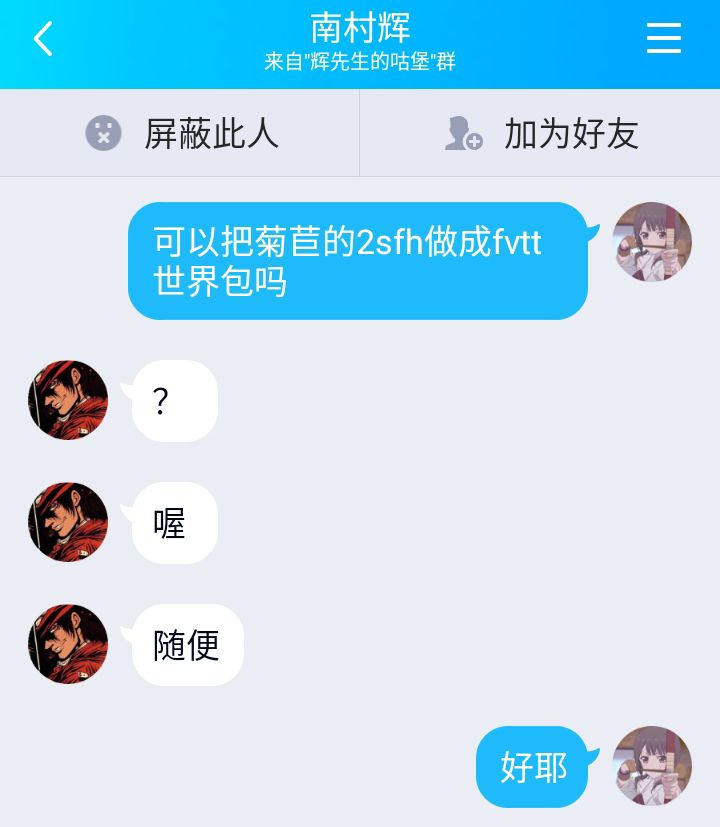 南村辉
来自"辉先生的咕堡"群
屏蔽此人
加为好友
可以把菊苣的2sfh做成fvtt
世界包吗
？
喔
随便
好耶